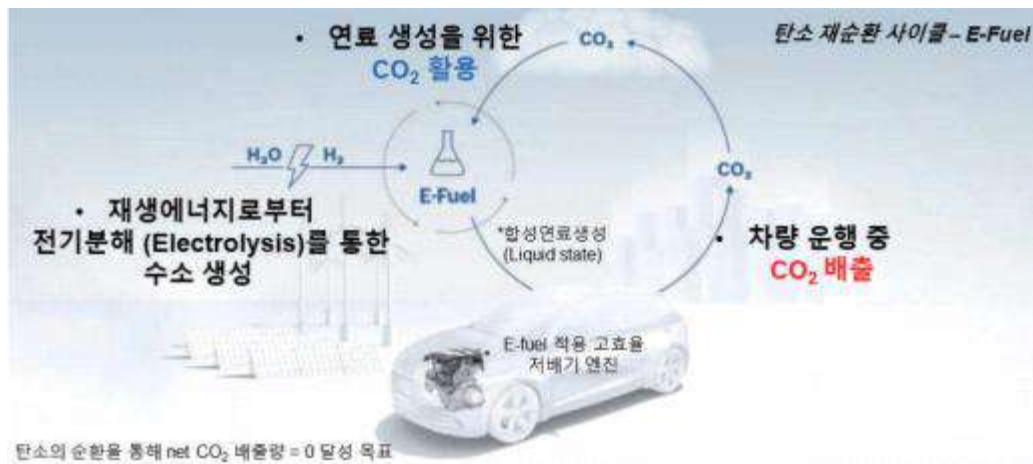 탄소 재순환 사이클 – E-Fuel
• 연료 생성을 위한
CO₂ 활용
CO₂
H₂O H₂
E-Fuel
CO₂
• 재생에너지로부터
전기분해 (Electrolysis)를 통한
수소 생성
*합성연료생성
(Liquid state)
• 차량 운행 중
CO₂ 배출
• E-fuel 적용 고효율
저배기 엔진
탄소의 순환을 통해 net CO₂ 배출량 = 0 달성 목표